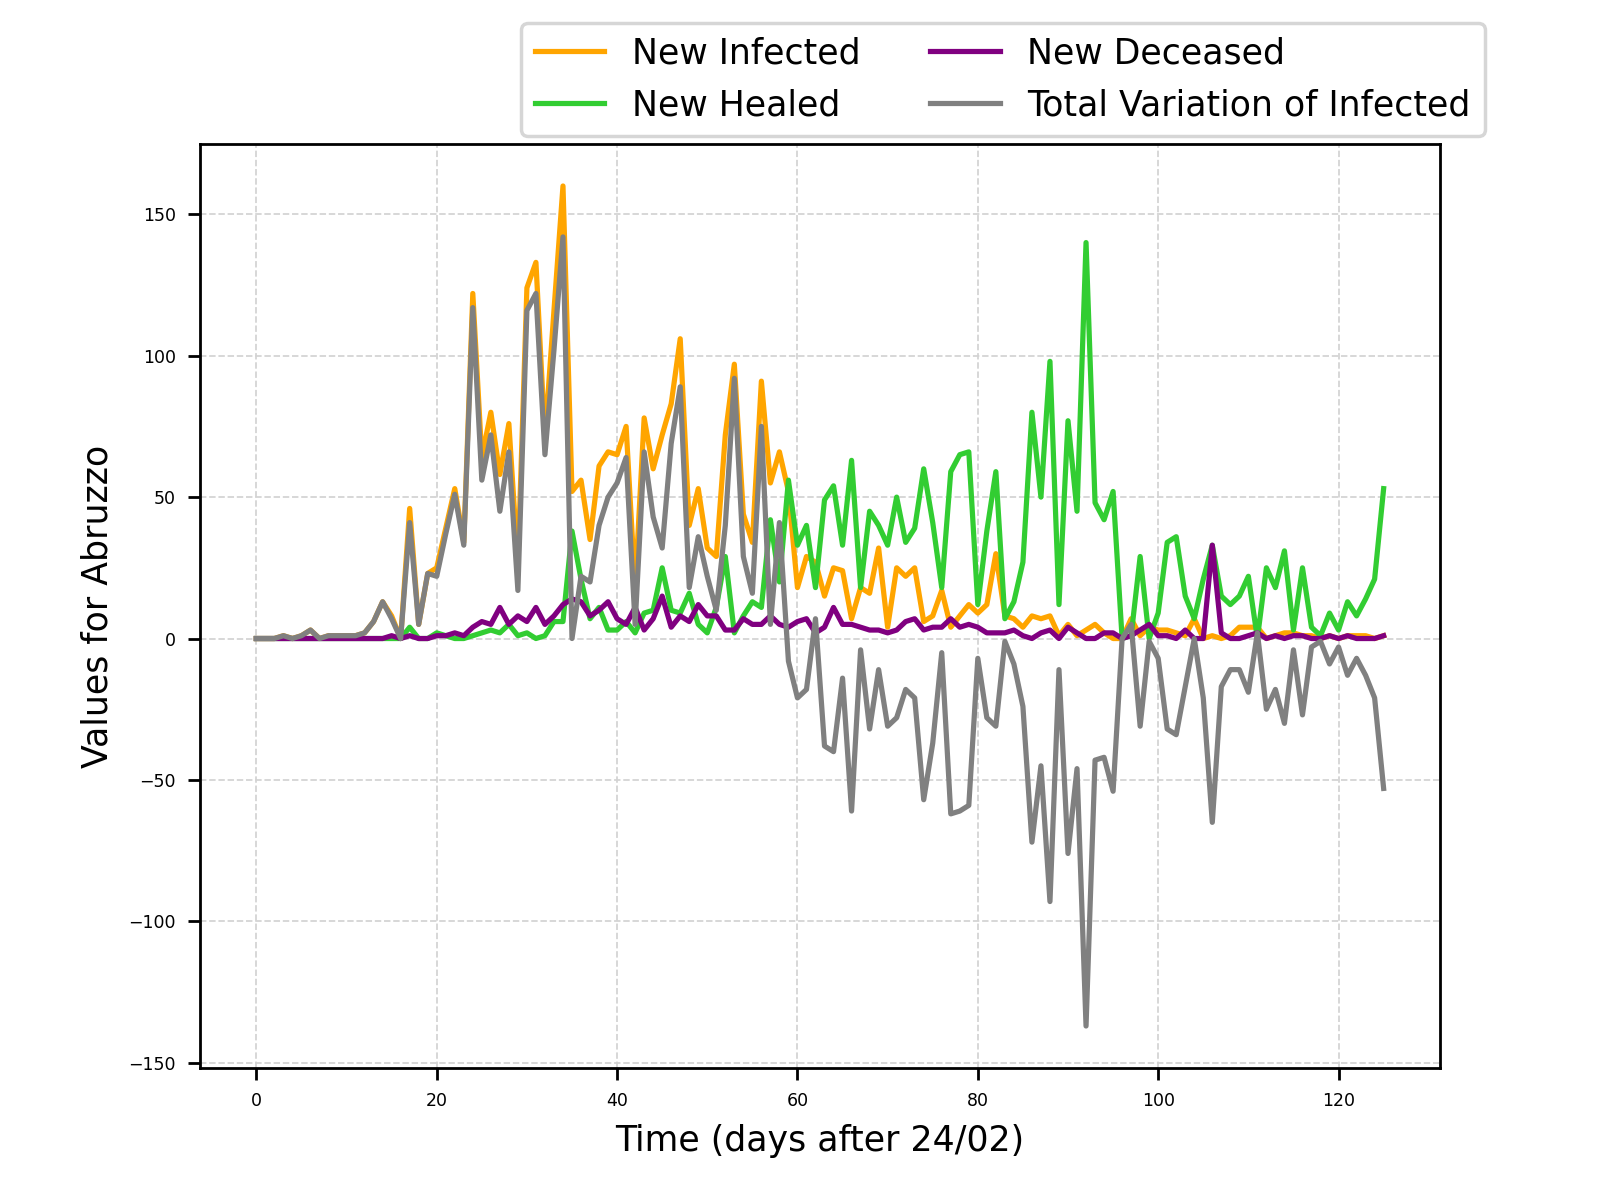 New Infected New Deceased
New Healed Total Variation of Infected
150
100
50
0
−50
−100
−150
Values for Abruzzo
0 20 40 60 80 100 120
Time (days after 24/02)